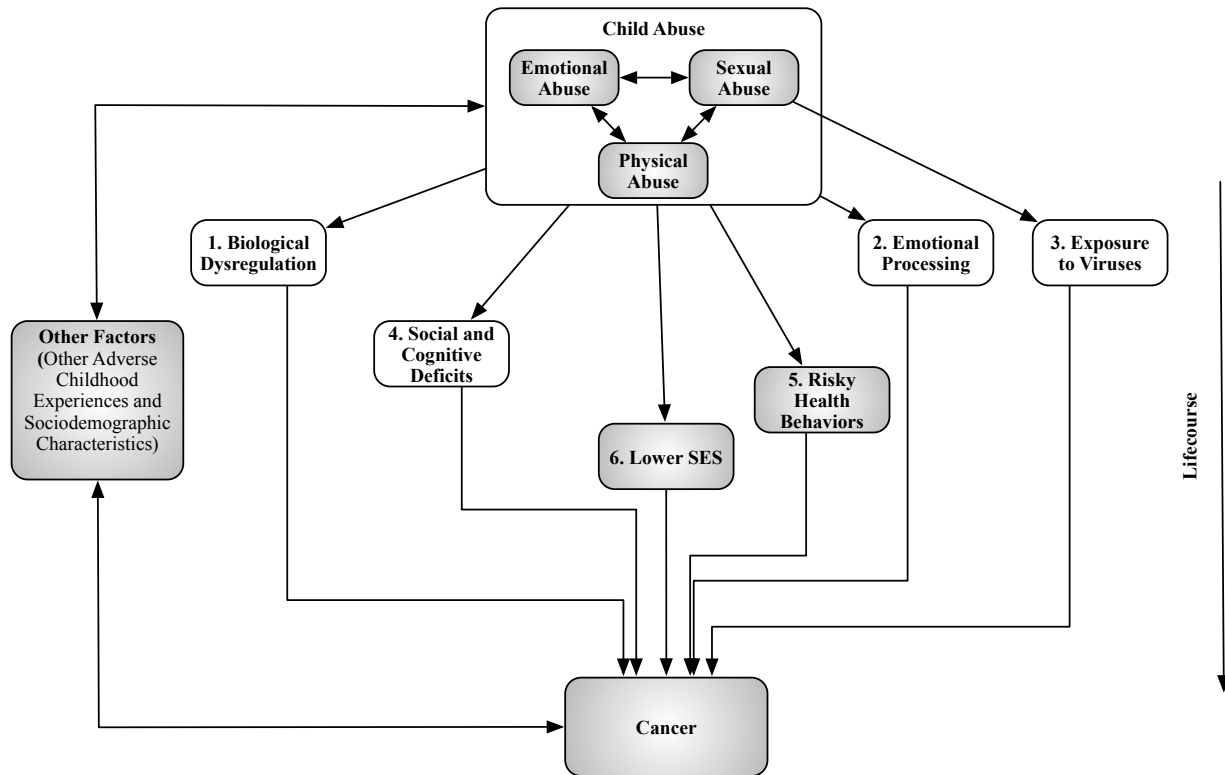 Child Abuse
Emotional
Abuse
Sexual
Abuse
Physical
Abuse
1. Biological
Dysregulation
2. Emotional
Processing
3. Exposure
to Viruses
Other Factors
(Other Adverse
Childhood
Experiences and
Sociodemographic
Characteristics)
4. Social and
Cognitive
Deficits
5. Risky
Health
Behaviors
6. Lower SES
Lifecourse
Cancer